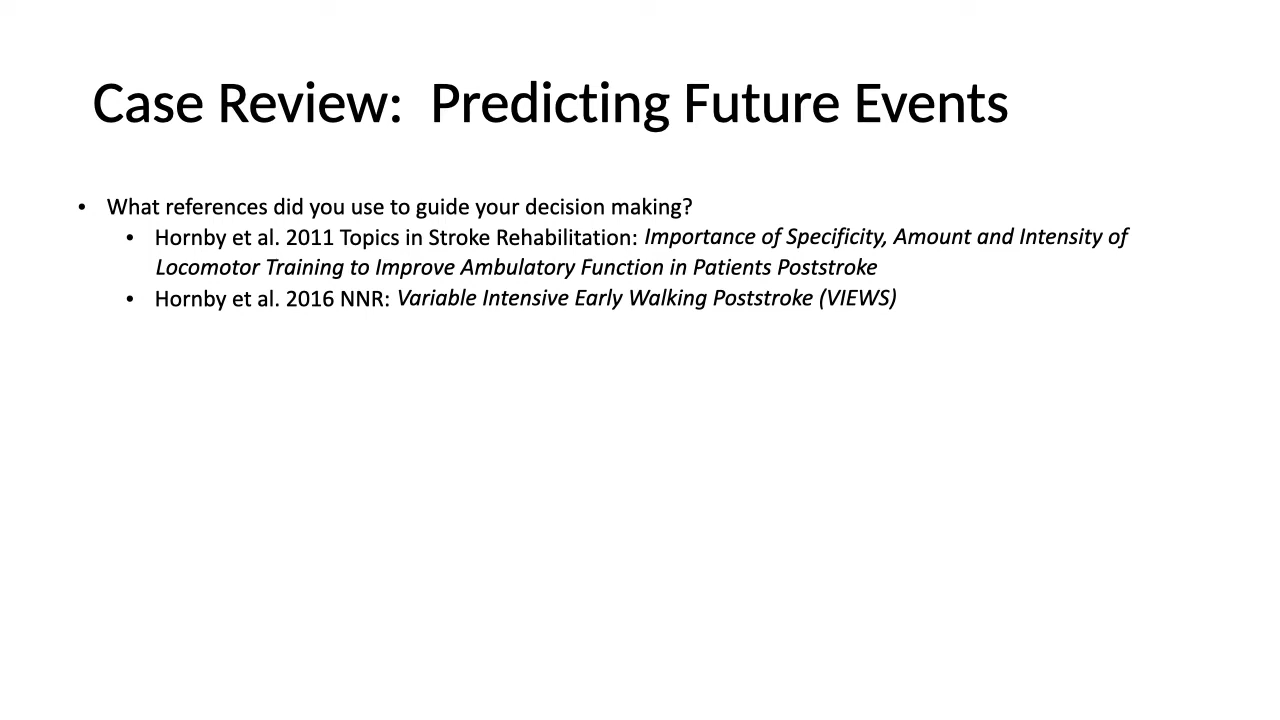 Case Review:  Predicting Future Events
• What references did you use to guide your decision making?
• Hornby et al. 2011 Topics in Stroke Rehabilitation: Importance of Specificity, Amount and Intensity of
Locomotor Training to Improve Ambulatory Function in Patients Poststroke
• Hornby et al. 2016 NNR: Variable Intensive Early Walking Poststroke (VIEWS)